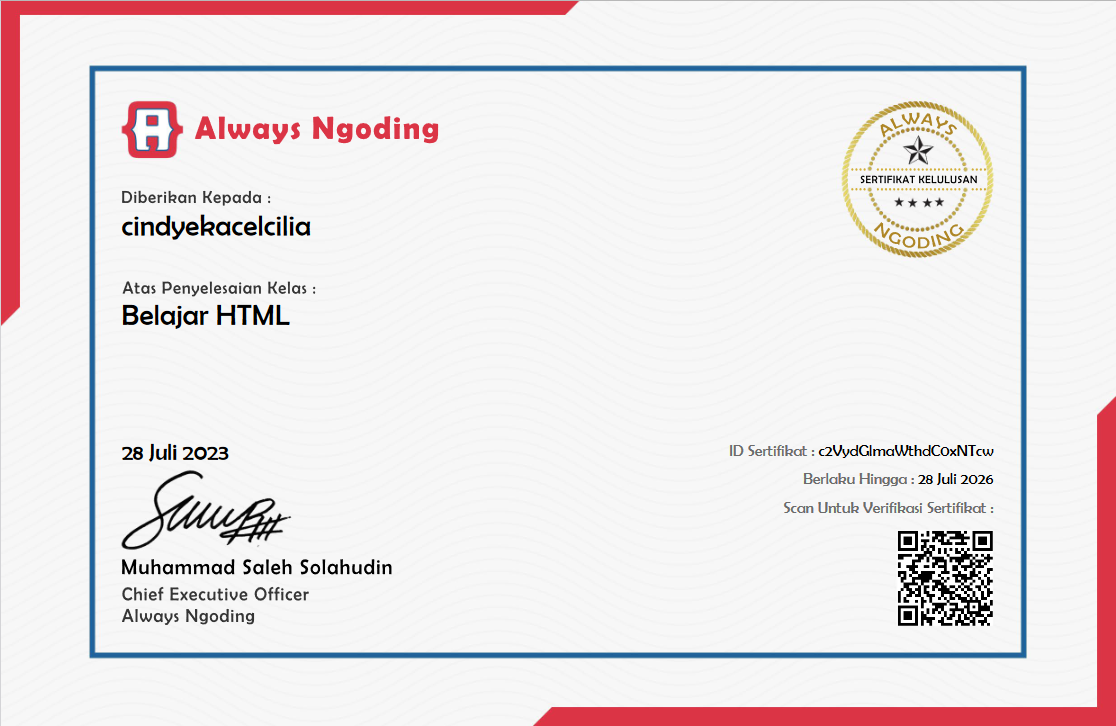 Always Ngoding
ALWAYS
SERTIFIKAT KELULUSAN
NGODING
Diberikan Kepada :
cindyekacelcilia
Atas Penyelesaian Kelas :
Belajar HTML
28 Juli 2023
Muhammad Saleh Solahudin
Chief Executive Officer
Always Ngoding
ID Sertifikat : c2VydGlmaWthdC0xNTcw
Berlaku Hingga : 28 Juli 2026
Scan Untuk Verifikasi Sertifikat :